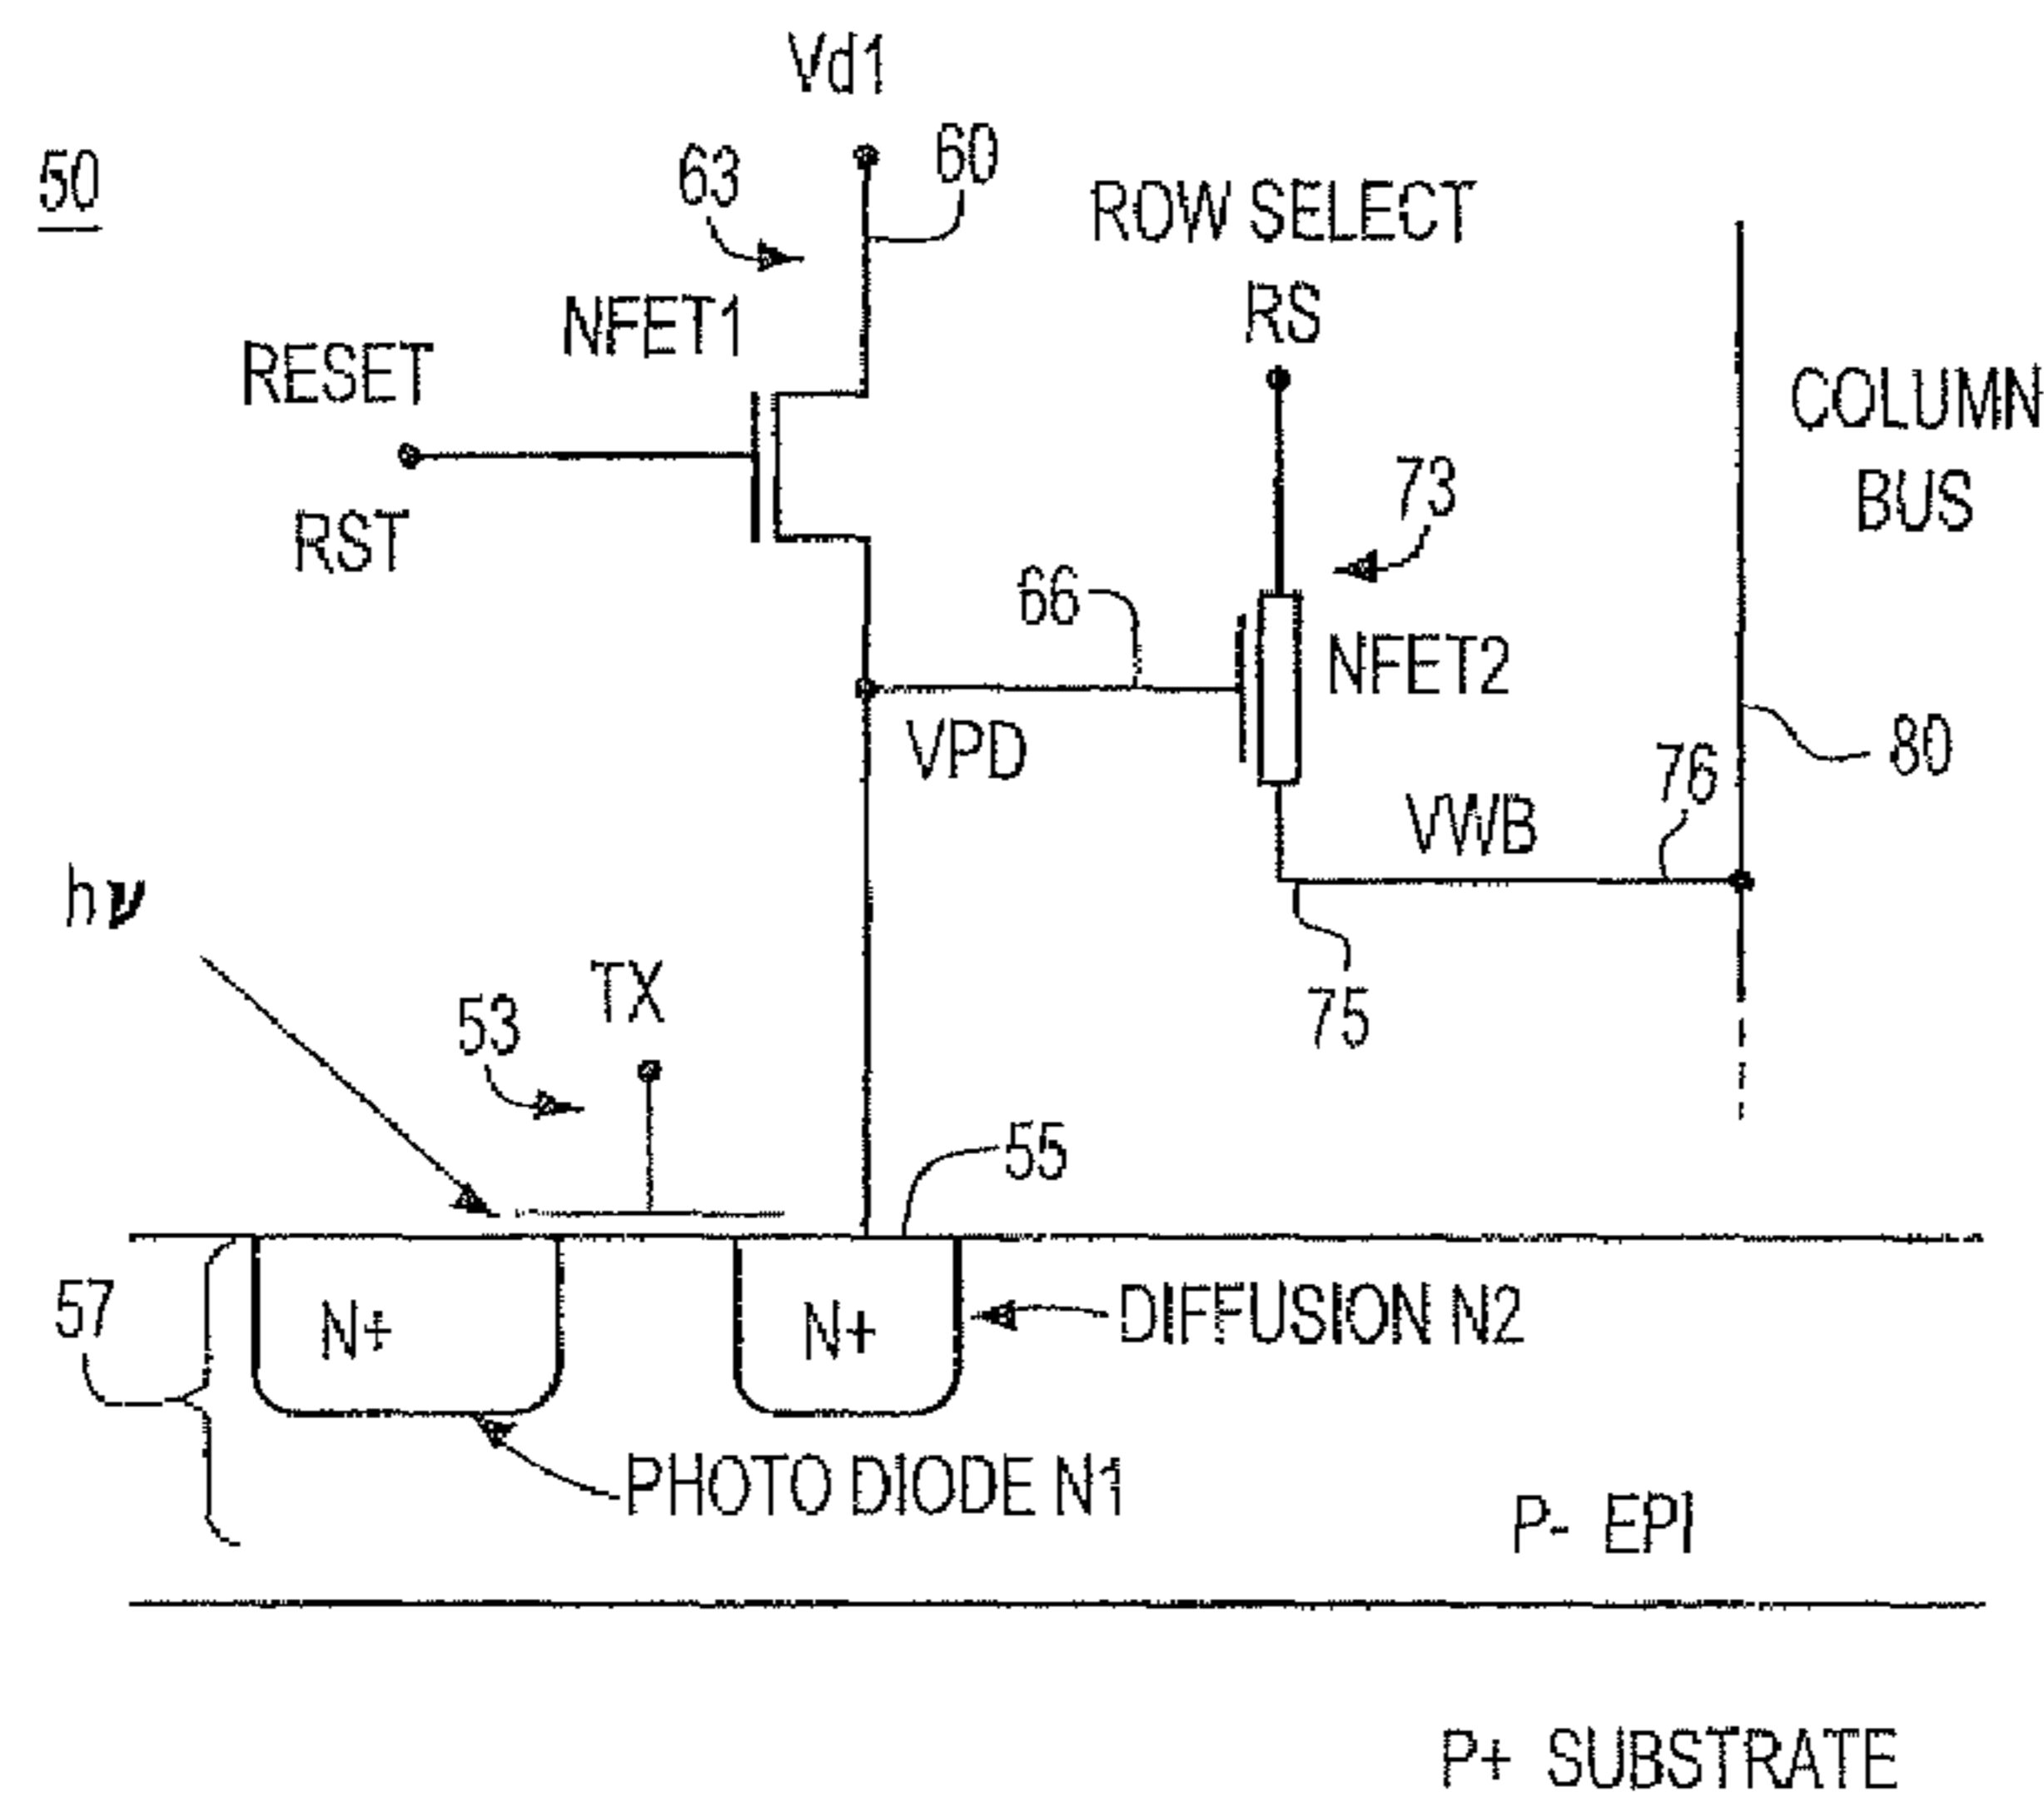 Vd1
50
63
60
ROW SELECT
RS
NFET1
RESET
RST
COLUMN
BUS
73
66
NFET2
VPD
80
76
VWB
75
hν
53
TX
55
57
N+
N+
DIFFUSION N2
PHOTO DIODE N1
P- EPI
P+ SUBSTRATE